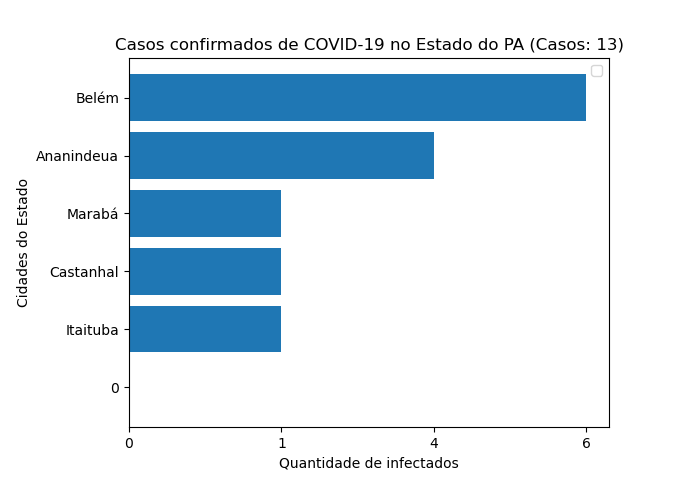 Casos confirmados de COVID-19 no Estado do PA (Casos: 13)
Cidades do Estado
Belém
Ananindeua
Marabá
Castanhal
Itaituba
0
0 1 4 6
Quantidade de infectados